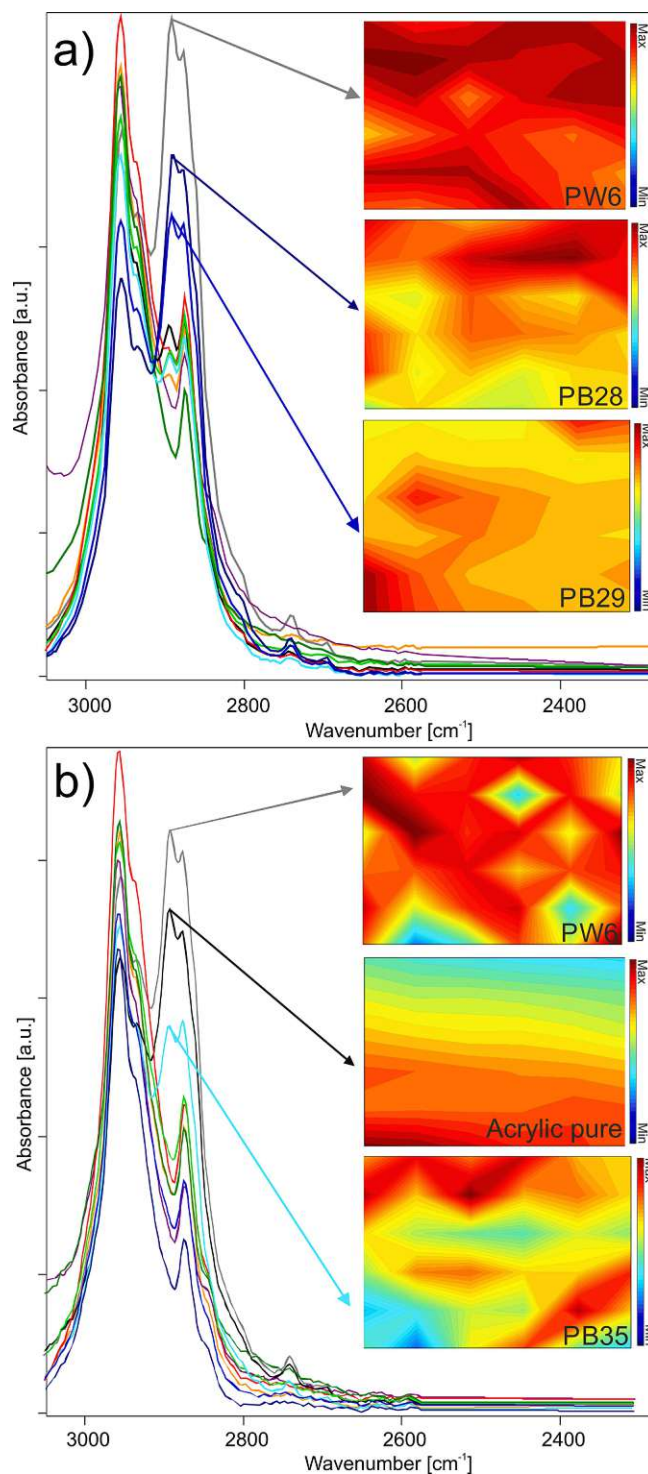 a)
Absorbance [a.u.]
Max
Min
PW6
Max
Min
PB28
Max
Min
PB29
3000
2800
2600
2400
Wavenumber [cm⁻¹]
b)
Absorbance [a.u.]
Max
Min
PW6
Max
Min
Acrylic pure
PB35
3000
2800
2600
2400
Wavenumber [cm⁻¹]